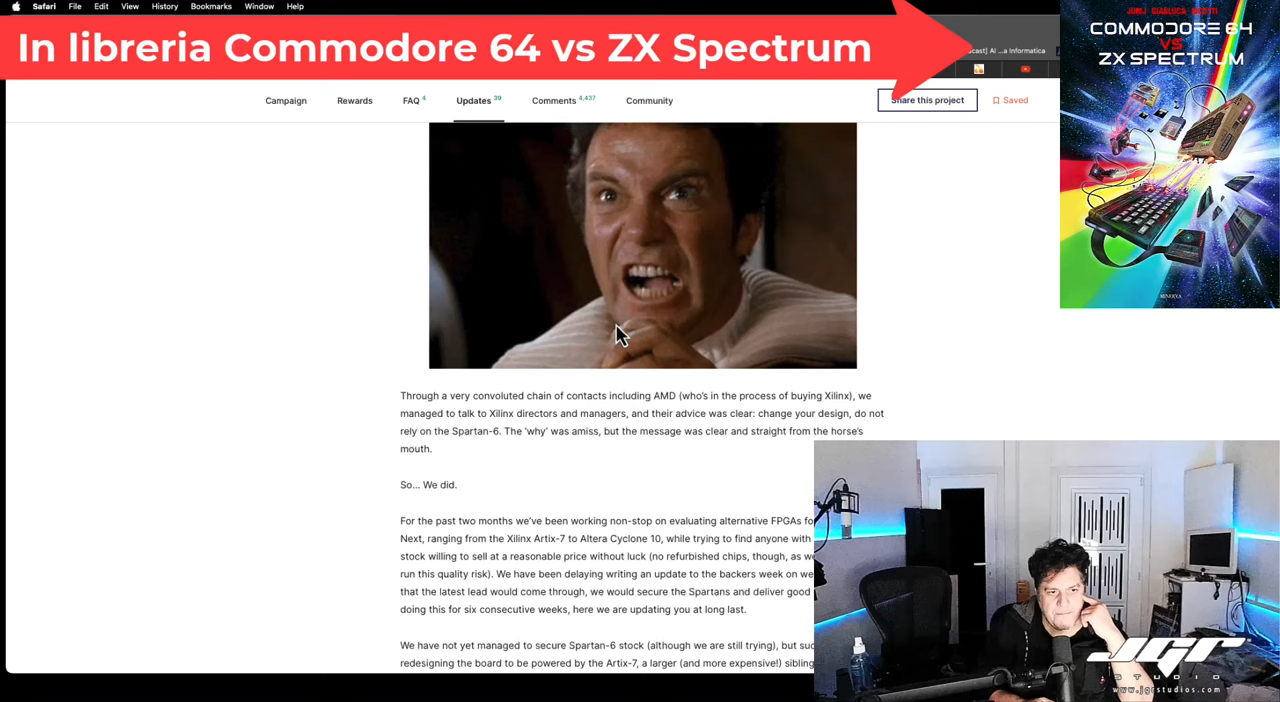 Safari File Edit View History Bookmarks Window Help
In libreria Commodore 64 vs ZX Spectrum
cast] AI ...a Informatica
COMMODORE 64
VS
ZX SPECTRUM
MINERVA
Campaign Rewards FAQ 4 Updates 39 Comments 4,437 Community
Share this project Saved
Through a very convoluted chain of contacts including AMD (who's in the process of buying Xilinx), we
managed to talk to Xilinx directors and managers, and their advice was clear: change your design, do not
rely on the Spartan-6. The 'why' was amiss, but the message was clear and straight from the horse's
mouth.
So... We did.
For the past two months we've been working non-stop on evaluating alternative FPGAs fo
Next, ranging from the Xilinx Artix-7 to Altera Cyclone 10, while trying to find anyone with
stock willing to sell at a reasonable price without luck (no refurbished chips, though, as we
run this quality risk). We have been delaying writing an update to the backers week on we
that the latest lead would come through, we would secure the Spartans and deliver good
doing this for six consecutive weeks, here we are updating you at long last.
We have not yet managed to secure Spartan-6 stock (although we are still trying), but suc
redesigning the board to be powered by the Artix-7, a larger (and more expensive!) sibling
JGR
STUDIO
www.jgrstudios.com